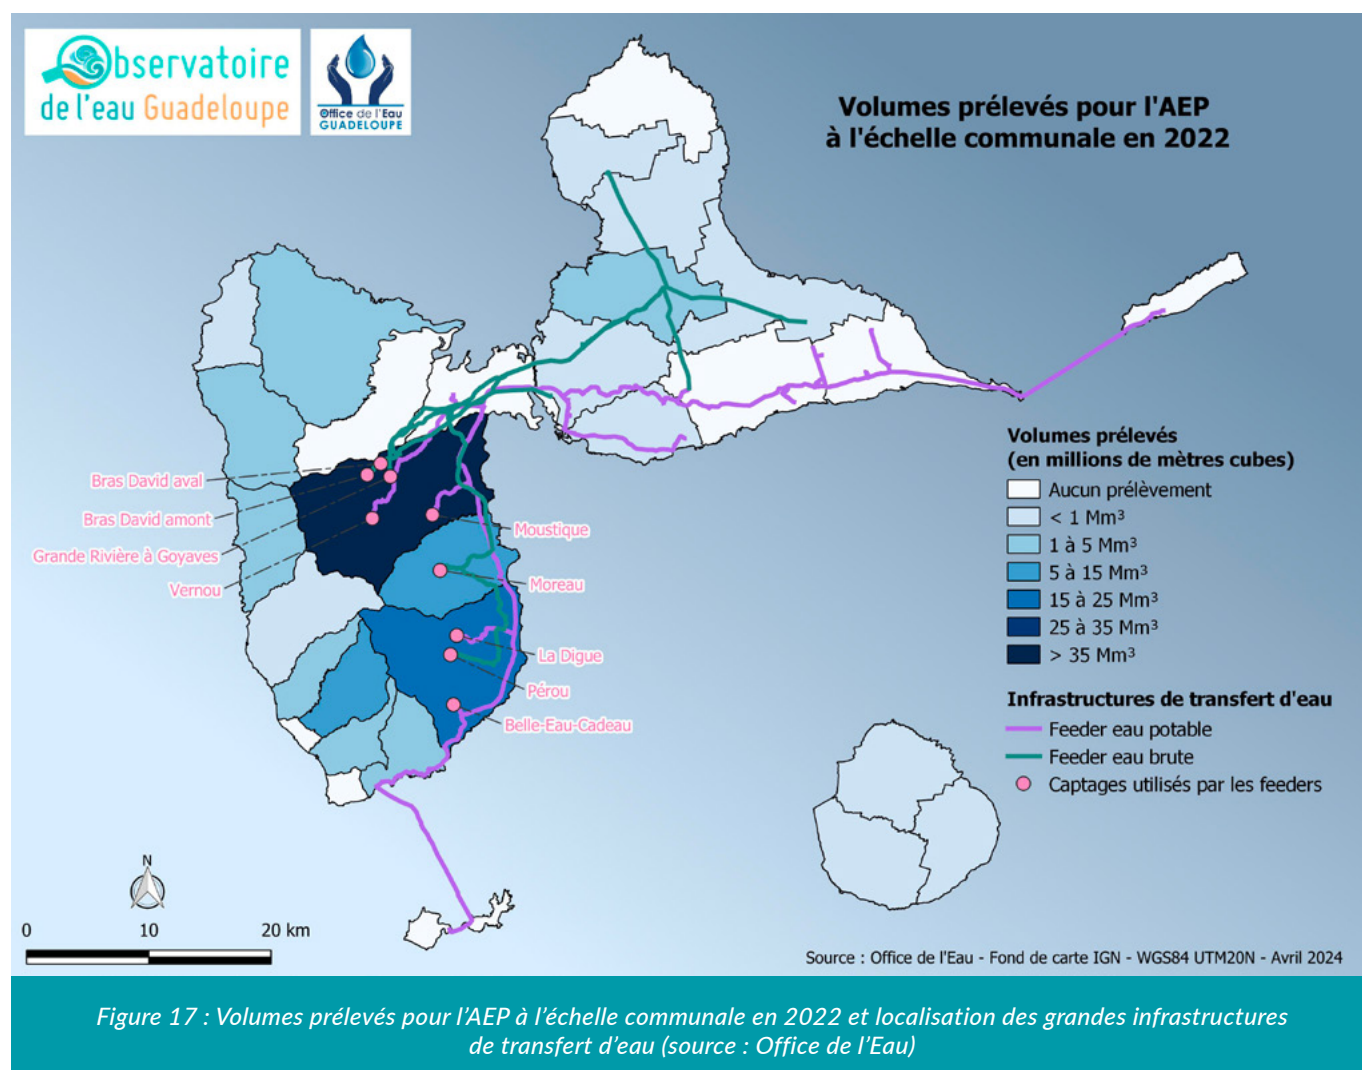 Observatoire
de l'eau Guadeloupe
Office de l'Eau
GUADELOUPE
Volumes prélevés pour l'AEP
à l'échelle communale en 2022
Bras David aval
Bras David amont
Grande Rivière à Goyaves
Vernou
Moustique
Moreau
La Digue
Pérou
Belle-Eau-Cadeau
Volumes prélevés
(en millions de mètres cubes)
Aucun prélèvement
< 1 Mm³
1 à 5 Mm³
5 à 15 Mm³
15 à 25 Mm³
25 à 35 Mm³
> 35 Mm³
Infrastructures de transfert d'eau
Feeder eau potable
Feeder eau brute
Captages utilisés par les feeders
N
0 10 20 km
Source : Office de l'Eau - Fond de carte IGN - WGS84 UTM20N - Avril 2024
Figure 17 : Volumes prélevés pour l’AEP à l’échelle communale en 2022 et localisation des grandes infrastructures
de transfert d’eau (source : Office de l’Eau)